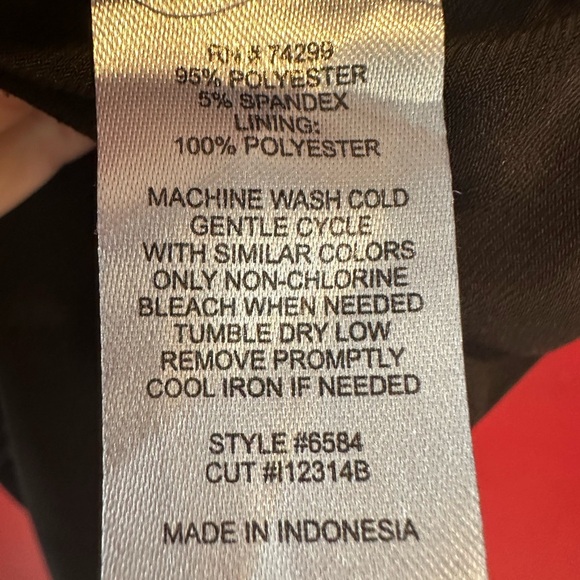 RN # 74299
95% POLYESTER
5% SPANDEX
LINING:
100% POLYESTER
MACHINE WASH COLD
GENTLE CYCLE
WITH SIMILAR COLORS
ONLY NON-CHLORINE
BLEACH WHEN NEEDED
TUMBLE DRY LOW
REMOVE PROMPTLY
COOL IRON IF NEEDED
STYLE #6584
CUT #I12314B
MADE IN INDONESIA